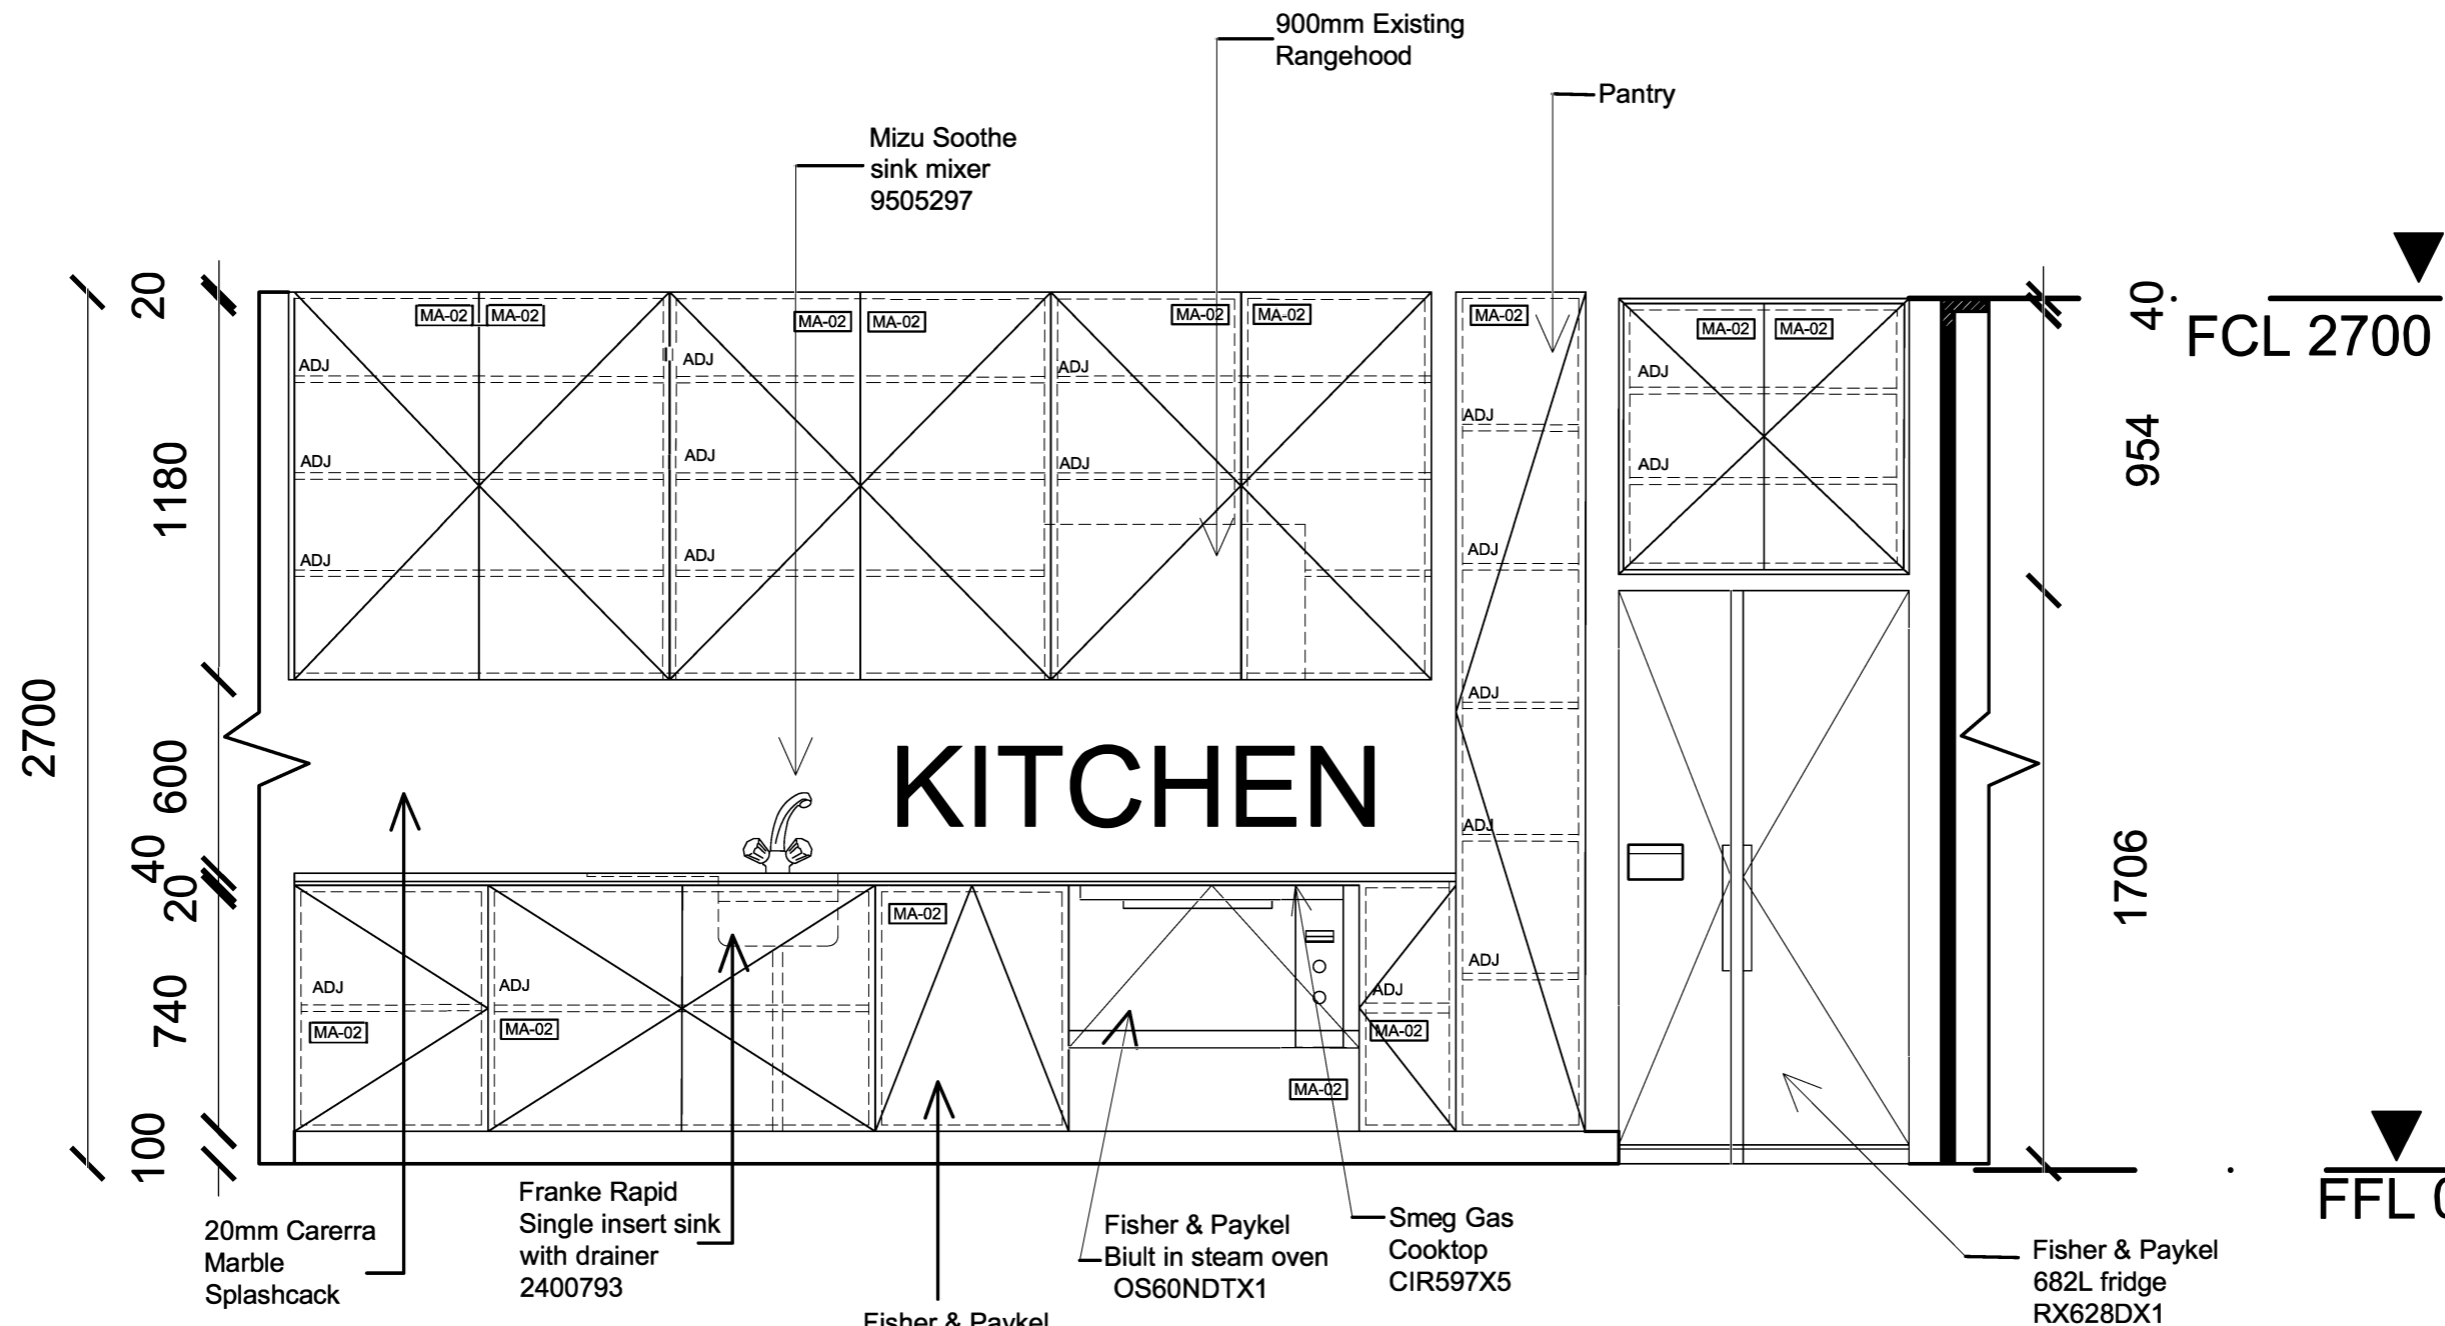 900mm Existing
Rangehood
Pantry
Mizu Soothe
sink mixer
9505297
20
40
FCL 2700
MA-02
MA-02
MA-02
MA-02
MA-02
MA-02
MA-02
MA-02
MA-02
ADJ
ADJ
ADJ
ADJ
ADJ
1180
954
ADJ
ADJ
ADJ
ADJ
ADJ
ADJ
ADJ
ADJ
2700
600
KITCHEN
40
20
740
100
1706
ADJ
ADJ
MA-02
ADJ
ADJ
ADJ
ADJ
MA-02
MA-02
MA-02
MA-02
FFL
20mm Carerra
Marble
Splashcack
Franke Rapid
Single insert sink
with drainer
2400793
Fisher & Paykel
Fisher & Paykel
Biult in steam oven
OS60NDTX1
Smeg Gas
Cooktop
CIR597X5
Fisher & Paykel
682L fridge
RX628DX1